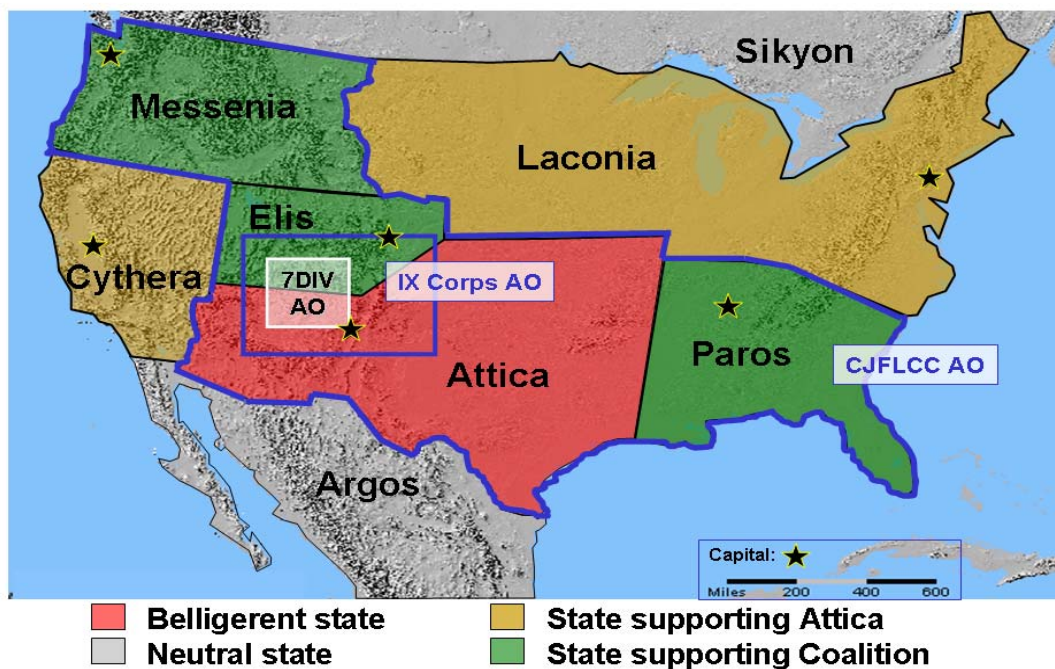 Sikyon
Messenia
Laconia
Elis
Cythera
7DIV
AO
IX Corps AO
Attica
Paros
CJFLCC AO
Argos
Capital:
Miles 200 400 600
Belligerent state
State supporting Attica
Neutral state
State supporting Coalition